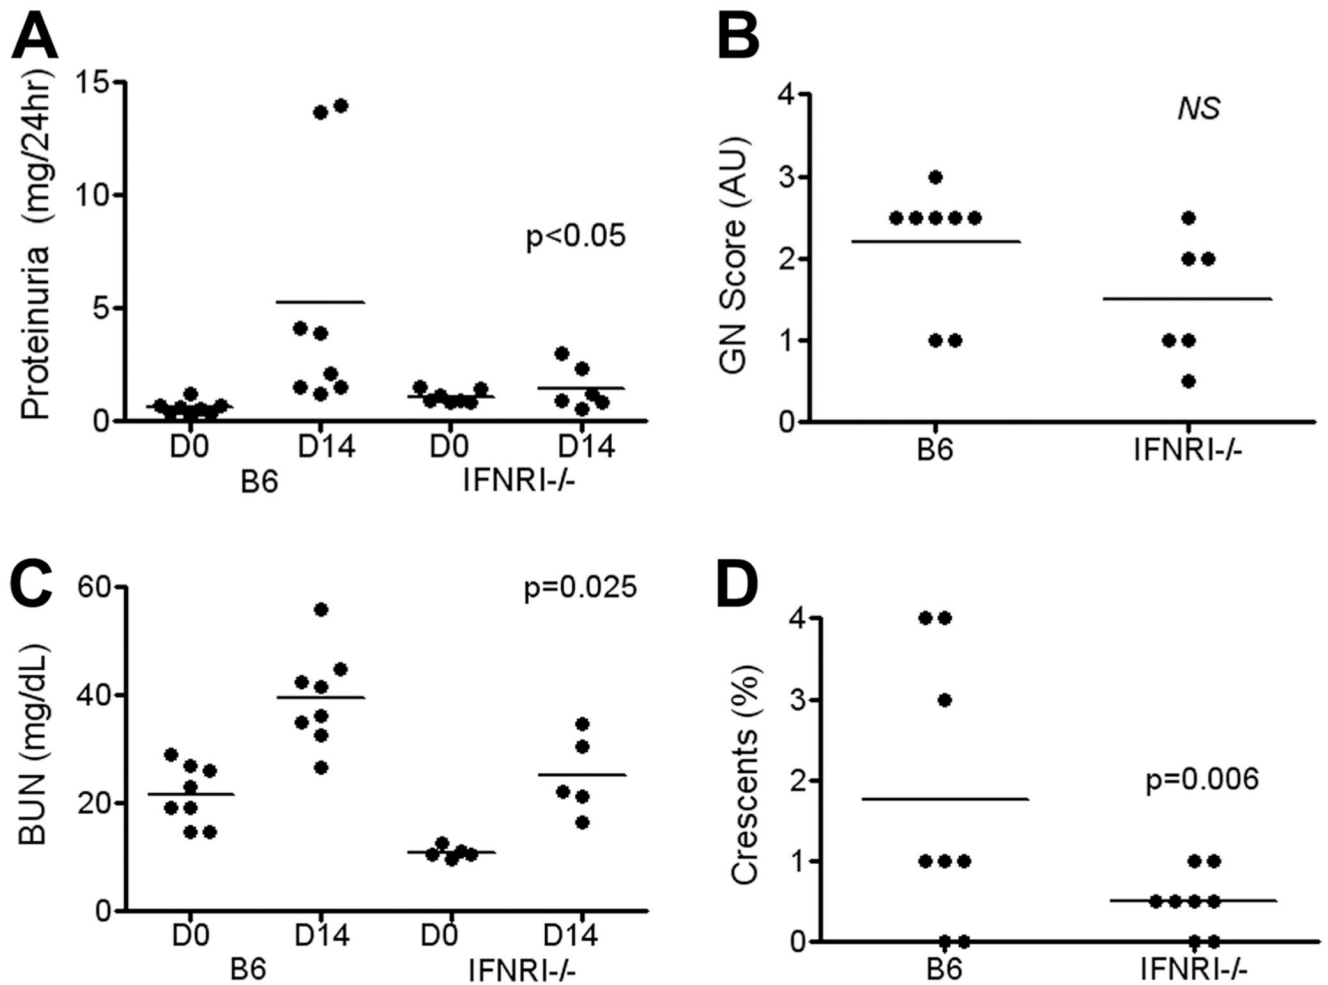 A
Proteinuria (mg/24hr)
15
10
5
0
p<0.05
D0 D14 D0 D14
B6 IFNRI-/-
B
GN Score (AU)
4
3
2
1
0
NS
B6 IFNRI-/-
C
BUN (mg/dL)
60
40
20
0
p=0.025
D0 D14 D0 D14
B6 IFNRI-/-
D
Crescents (%)
4
3
2
1
0
p=0.006
B6 IFNRI-/-